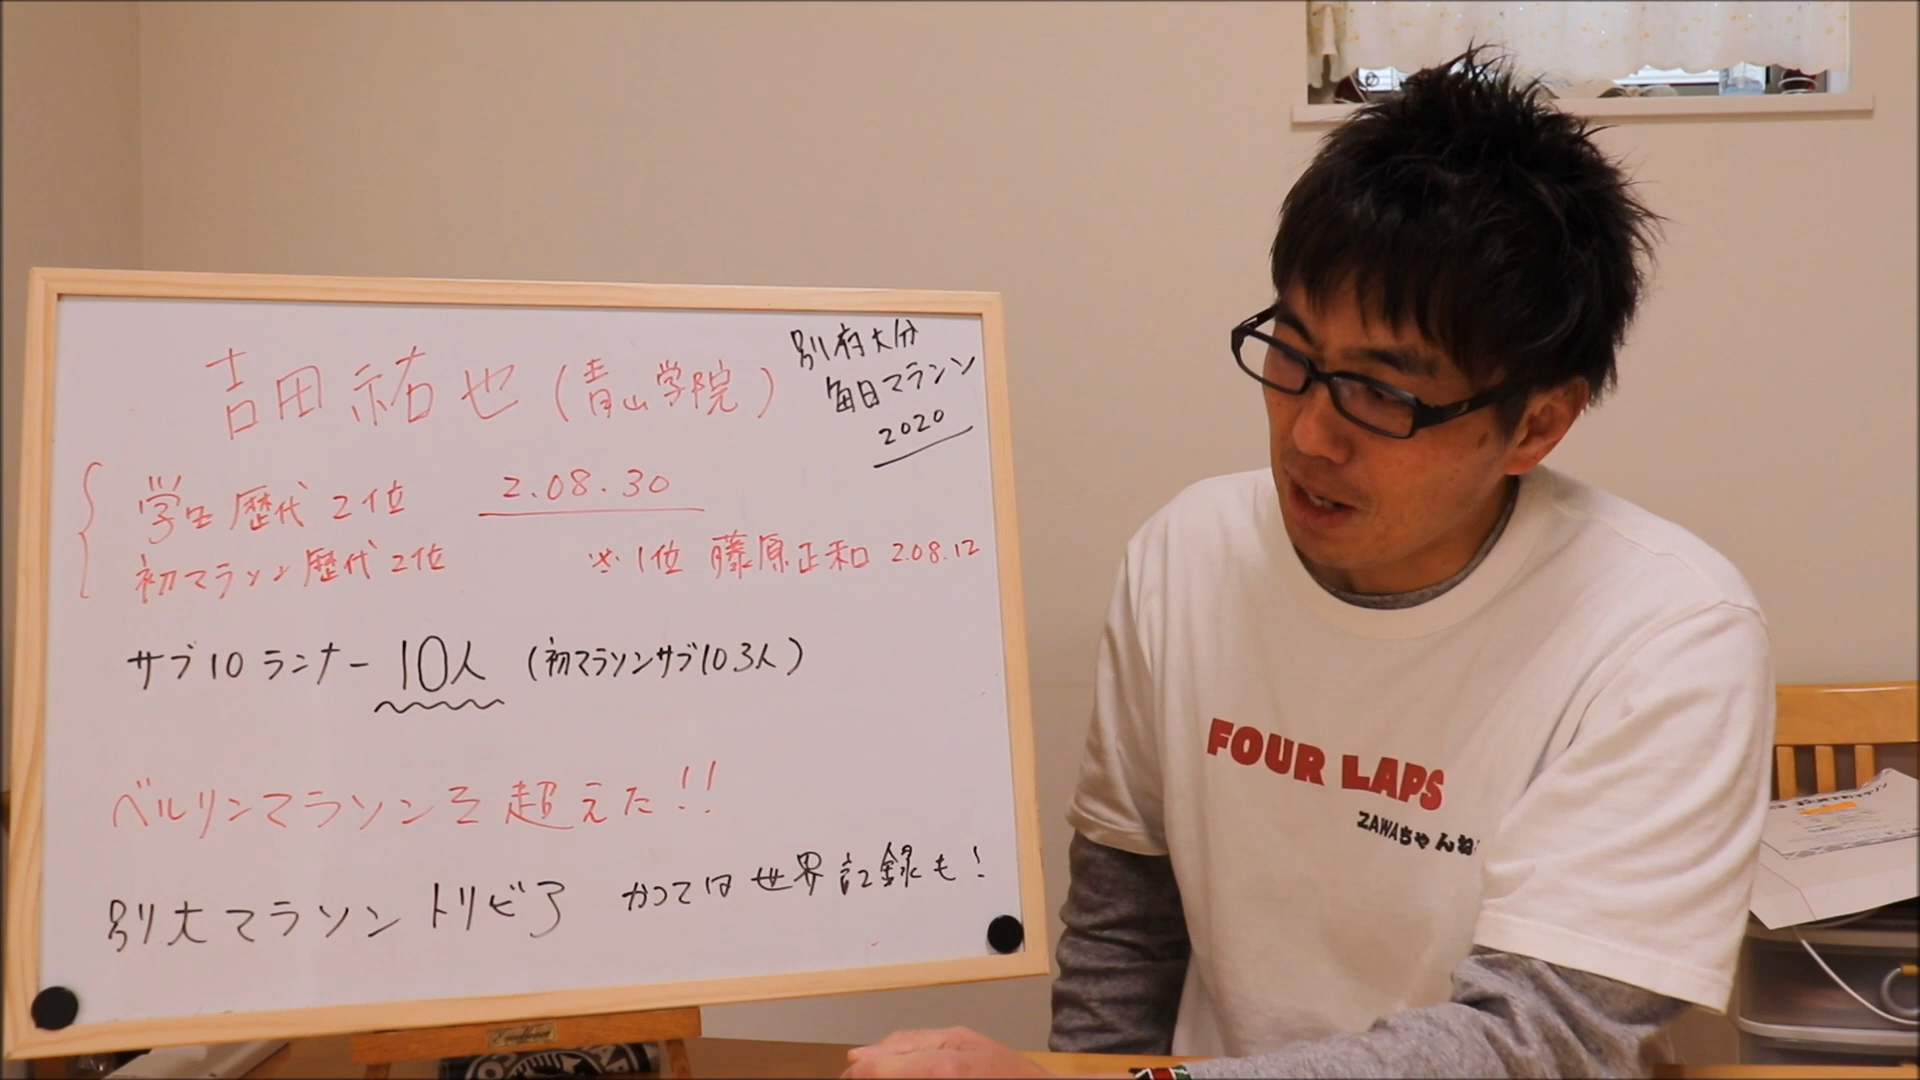 吉田祐也(青山学院)
別府大分
毎日マラソン
2020
学生歴代2位 2.08.30
初マラソン歴代2位 ※1位 藤原正和 2.08.12
サブ10ランナー 10人 (初マラソンサブ10 3人)
ベルリンマラソンを超えた!!
別大マラソントリビア かつては世界記録も!
FOUR LAPS
ZAWAちゃんね